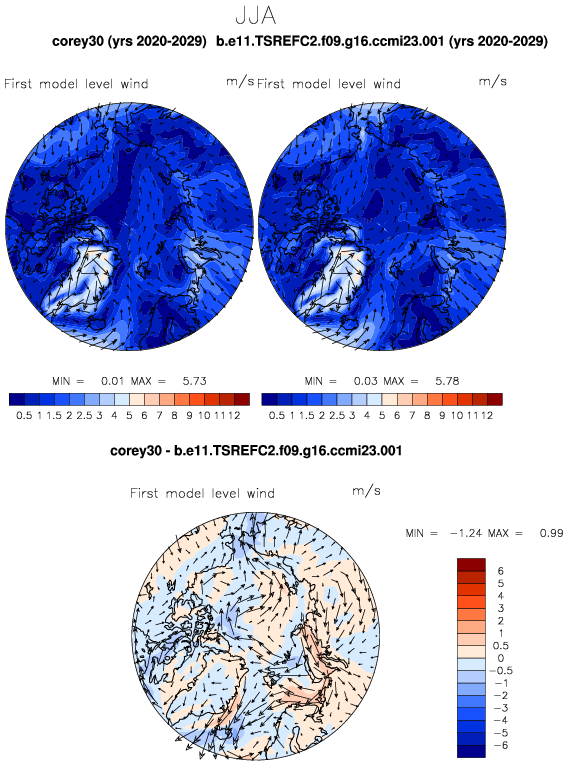 JJA
corey30 (yrs 2020-2029) b.e11.TSREFC2.f09.g16.ccmi23.001 (yrs 2020-2029)
First model level wind m/s First model level wind m/s
MIN = 0.01 MAX = 5.73 MIN = 0.03 MAX = 5.78
0.5 1 1.5 2 2.5 3 4 5 6 7 8 9 10 11 12 0.5 1 1.5 2 2.5 3 4 5 6 7 8 9 10 11 12
corey30 - b.e11.TSREFC2.f09.g16.ccmi23.001
First model level wind m/s
MIN = -1.24 MAX = 0.99
6
5
4
3
2
1
0.5
0
-0.5
-1
-2
-3
-4
-5
-6